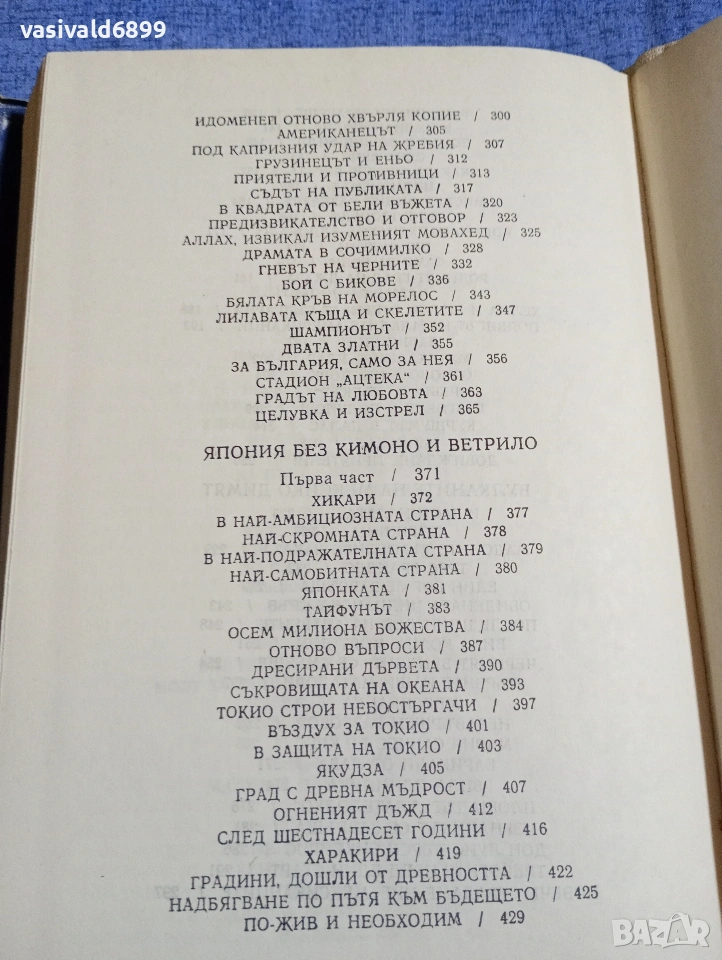 vasivald6899
ИДОМЕНЕЙ ОТНОВО ХВЪРЛЯ КОПИЕ / 300
АМЕРИКАНЕЦЪТ / 305
ПОД КАПРИЗНИЯ УДАР НА ЖРЕБИЯ / 307
ГРУЗИНЕЦЪТ И ЕНЬО / 312
ПРИЯТЕЛИ И ПРОТИВНИЦИ / 313
СЪДЪТ НА ПУБЛИКАТА / 317
В КВАДРАТА ОТ БЕЛИ ВЪЖЕТА / 320
ПРЕДИЗВИКАТЕЛСТВО И ОТГОВОР / 323
АЛЛАХ, ИЗВИКАЛ ИЗУМЕНИЯТ МОВАХЕД / 325
ДРАМАТА В СОЧИМИЛКО / 328
ГНЕВЪТ НА ЧЕРНИТЕ / 332
БОЙ С БИКОВЕ / 336
БЯЛАТА КРЪВ НА МОРЕЛОС / 343
ЛИЛАВАТА КЪЩА И СКЕЛЕТИТЕ / 347
ШАМПИОНЪТ / 352
ДВАТА ЗЛАТНИ / 355
ЗА БЪЛГАРИЯ, САМО ЗА НЕЯ / 356
СТАДИОН „АЦТЕКА“ / 361
ГРАДЪТ НА ЛЮБОВТА / 363
ЦЕЛУВКА И ИЗСТРЕЛ / 365
ЯПОНИЯ БЕЗ КИМОНО И ВЕТРИЛО
Първа част / 371
ХИКАРИ / 372
В НАЙ-АМБИЦИОЗНАТА СТРАНА / 377
НАЙ-СКРОМНАТА СТРАНА / 378
В НАЙ-ПОДРАЖАТЕЛНАТА СТРАНА / 379
НАЙ-САМОБИТНАТА СТРАНА / 380
ЯПОНКАТА / 381
ТАЙФУНЪТ / 383
ОСЕМ МИЛИОНА БОЖЕСТВА / 384
ОТНОВО ВЪПРОСИ / 387
ДРЕСИРАНИ ДЪРВЕТА / 390
СЪКРОВИЩАТА НА ОКЕАНА / 393
ТОКИО СТРОИ НЕБОСТЪРГАЧИ / 397
ВЪЗДУХ ЗА ТОКИО / 401
В ЗАЩИТА НА ТОКИО / 403
ЯКУДЗА / 405
ГРАД С ДРЕВНА МЪДРОСТ / 407
ОГНЕНИЯТ ДЪЖД / 412
СЛЕД ШЕСТНАДЕСЕТ ГОДИНИ / 416
ХАРАКИРИ / 419
ГРАДИНИ, ДОШЛИ ОТ ДРЕВНОСТТА / 422
НАДБЯГВАНЕ ПО ПЪТЯ КЪМ БЪДЕЩЕТО / 425
ПО-ЖИВ И НЕОБХОДИМ / 429
BAZAR